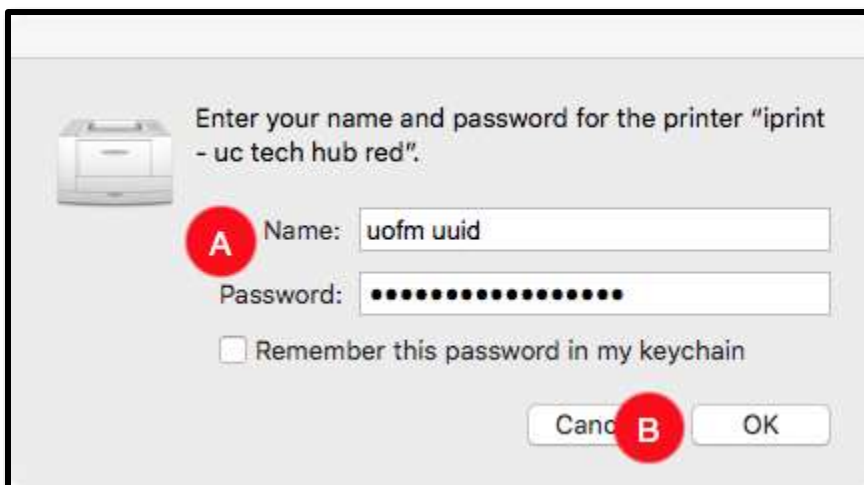 Enter your name and password for the printer “iprint
- uc tech hub red”.
A Name: uofm uuid
Password: •••••••••••••••••
Remember this password in my keychain
Canc B OK